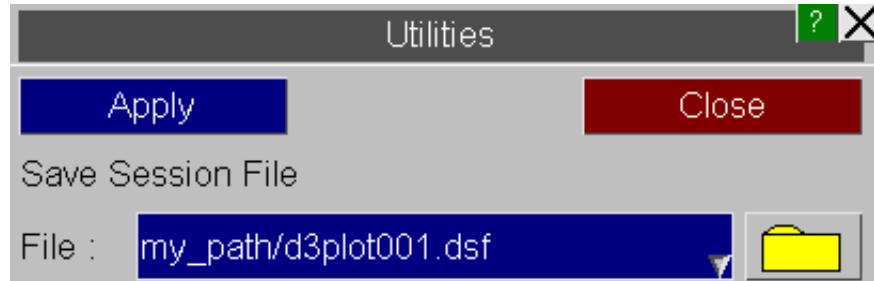 Utilities ?
Apply Close
Save Session File
File : my_path/d3plot001.dsf